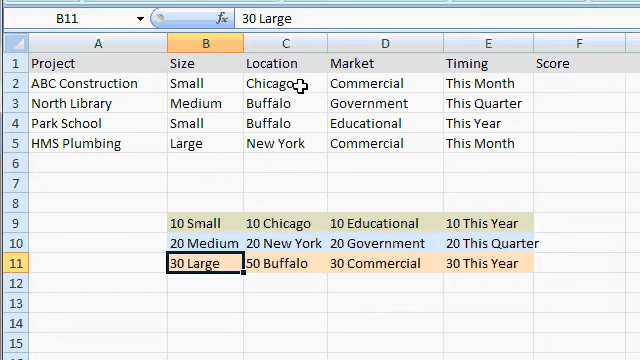 B11 fx 30 Large
A B C D E F
1 Project Size Location Market Timing Score
2 ABC Construction Small Chicago Commercial This Month
3 North Library Medium Buffalo Government This Quarter
4 Park School Small Buffalo Educational This Year
5 HMS Plumbing Large New York Commercial This Month
6
7
8
9 10 Small 10 Chicago 10 Educational 10 This Year
10 20 Medium 20 New York 20 Government 20 This Quarter
11 30 Large 50 Buffalo 30 Commercial 30 This Year
12
13
14
15
16